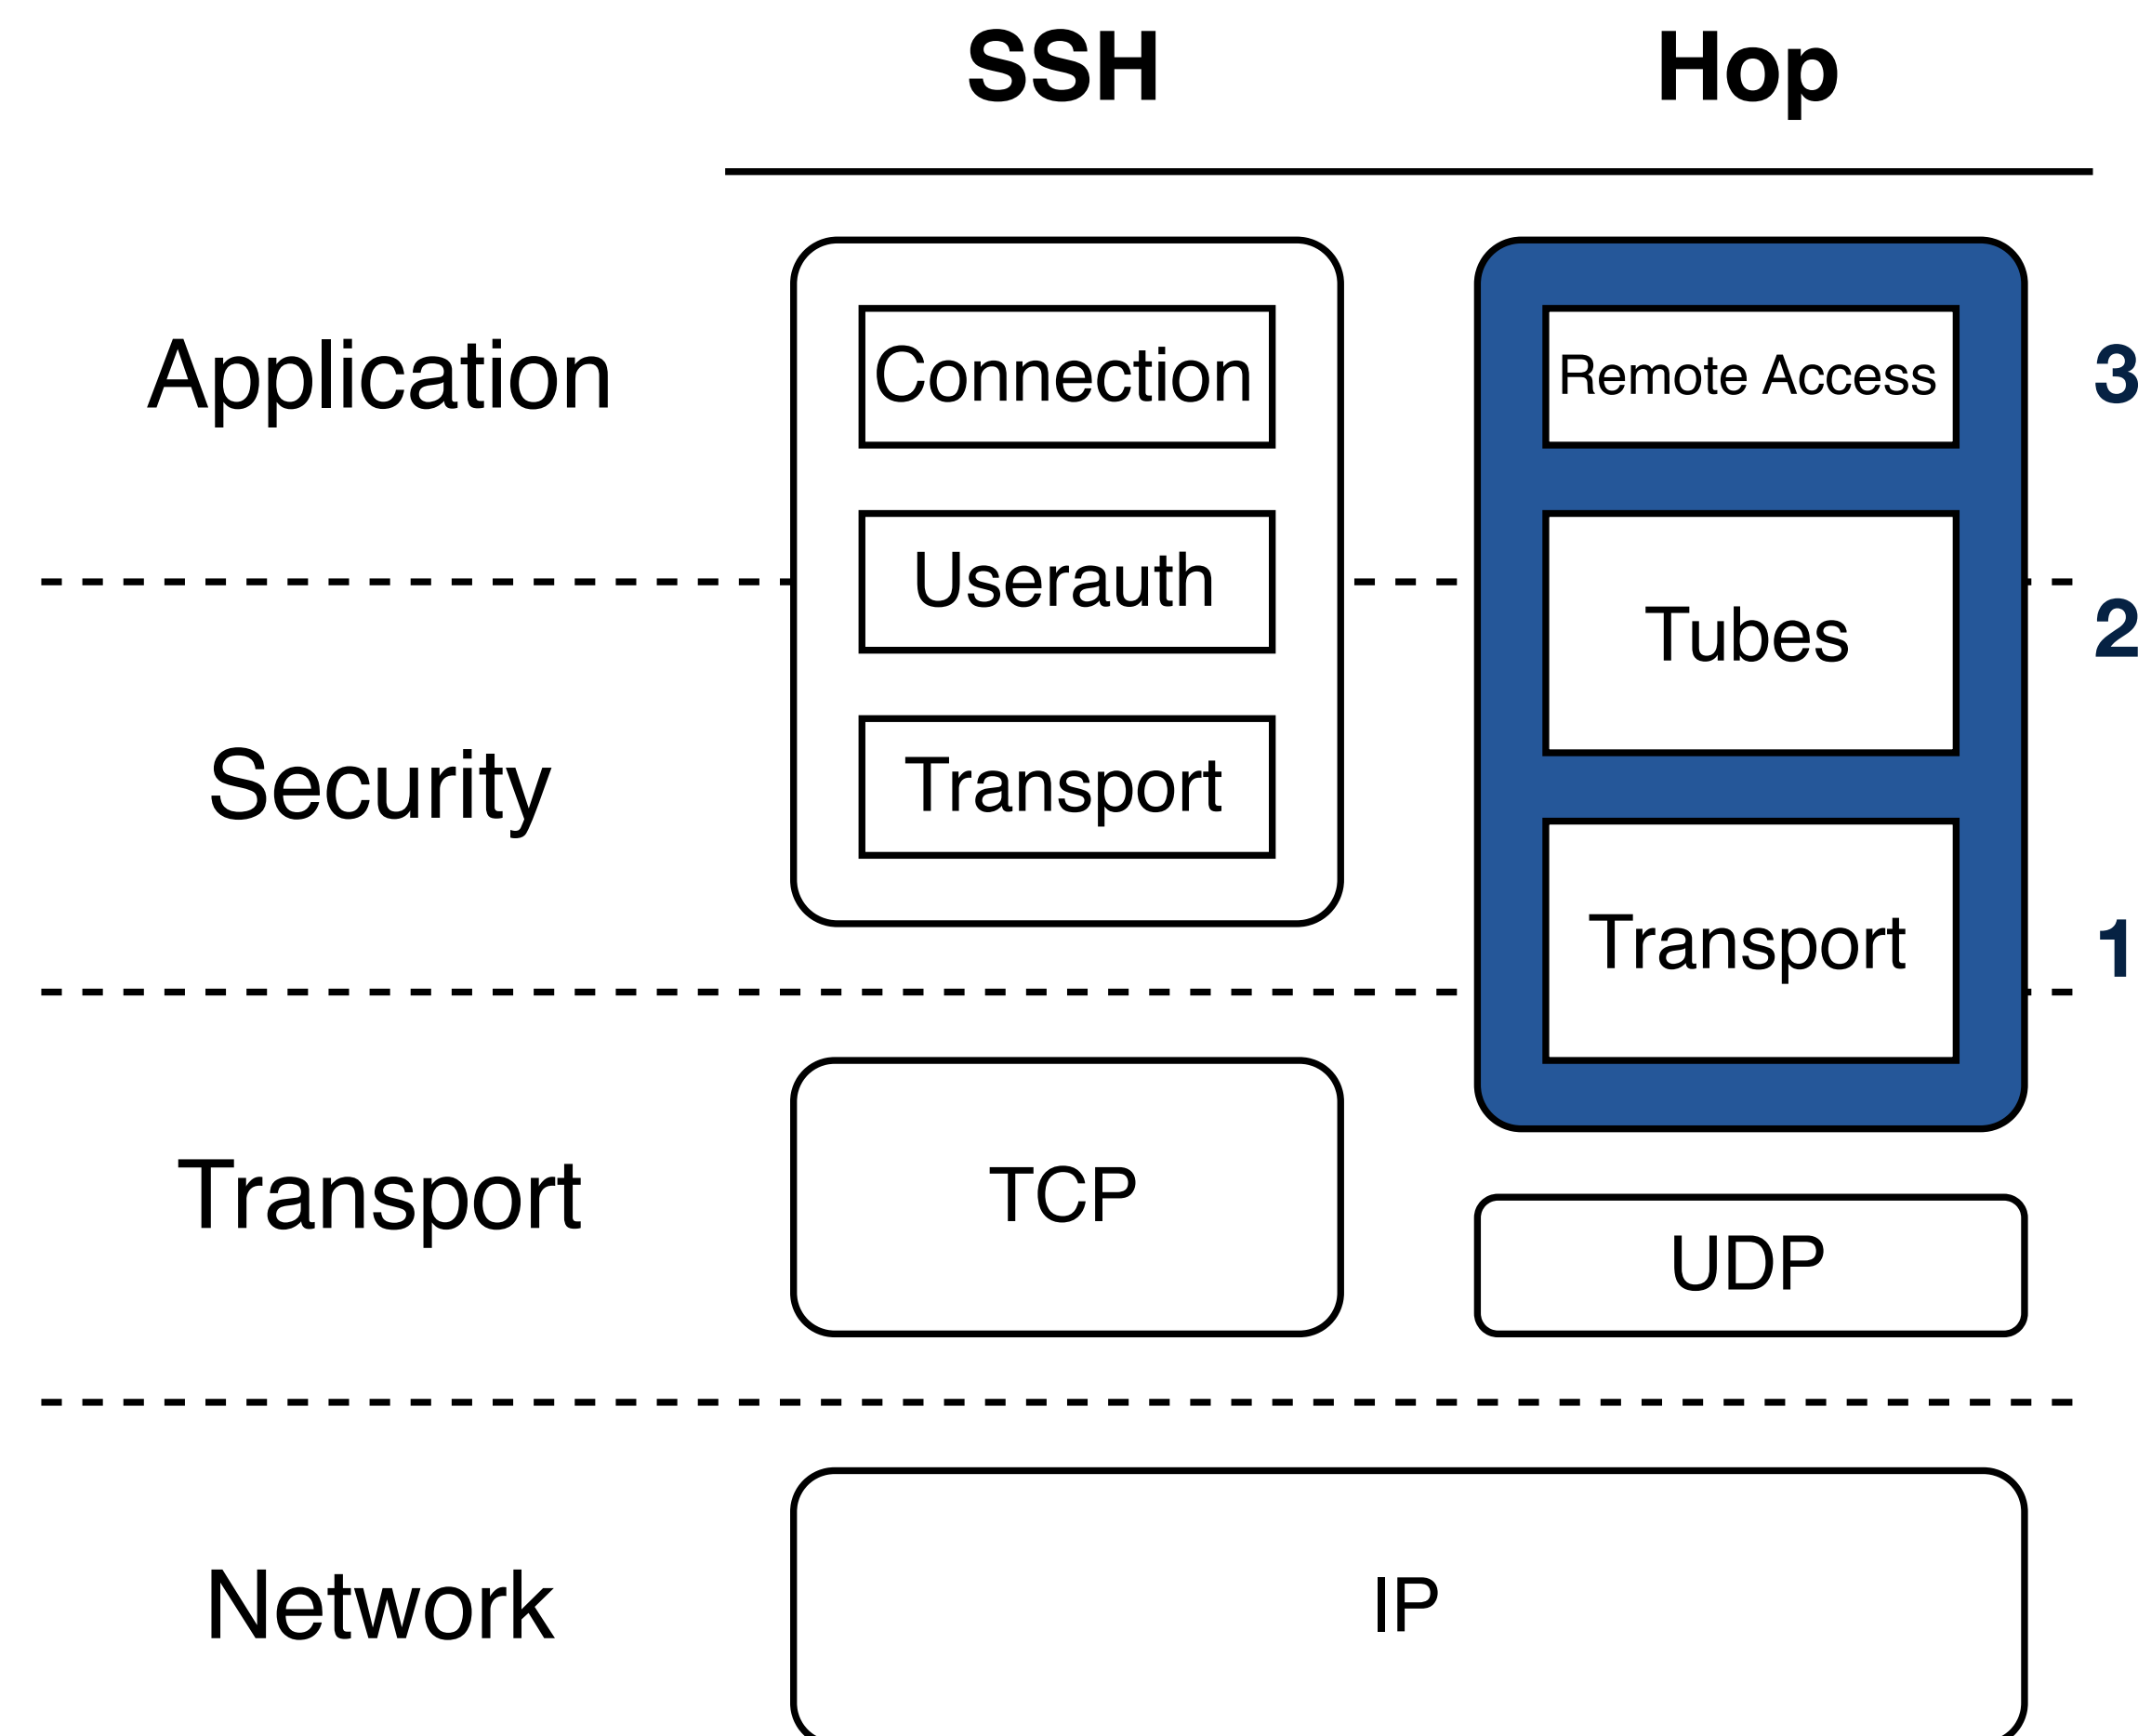 SSH Hop
Application
Connection
Remote Access
3
Userauth
Tubes
2
Security
Transport
Transport
1
Transport
TCP
UDP
Network
IP